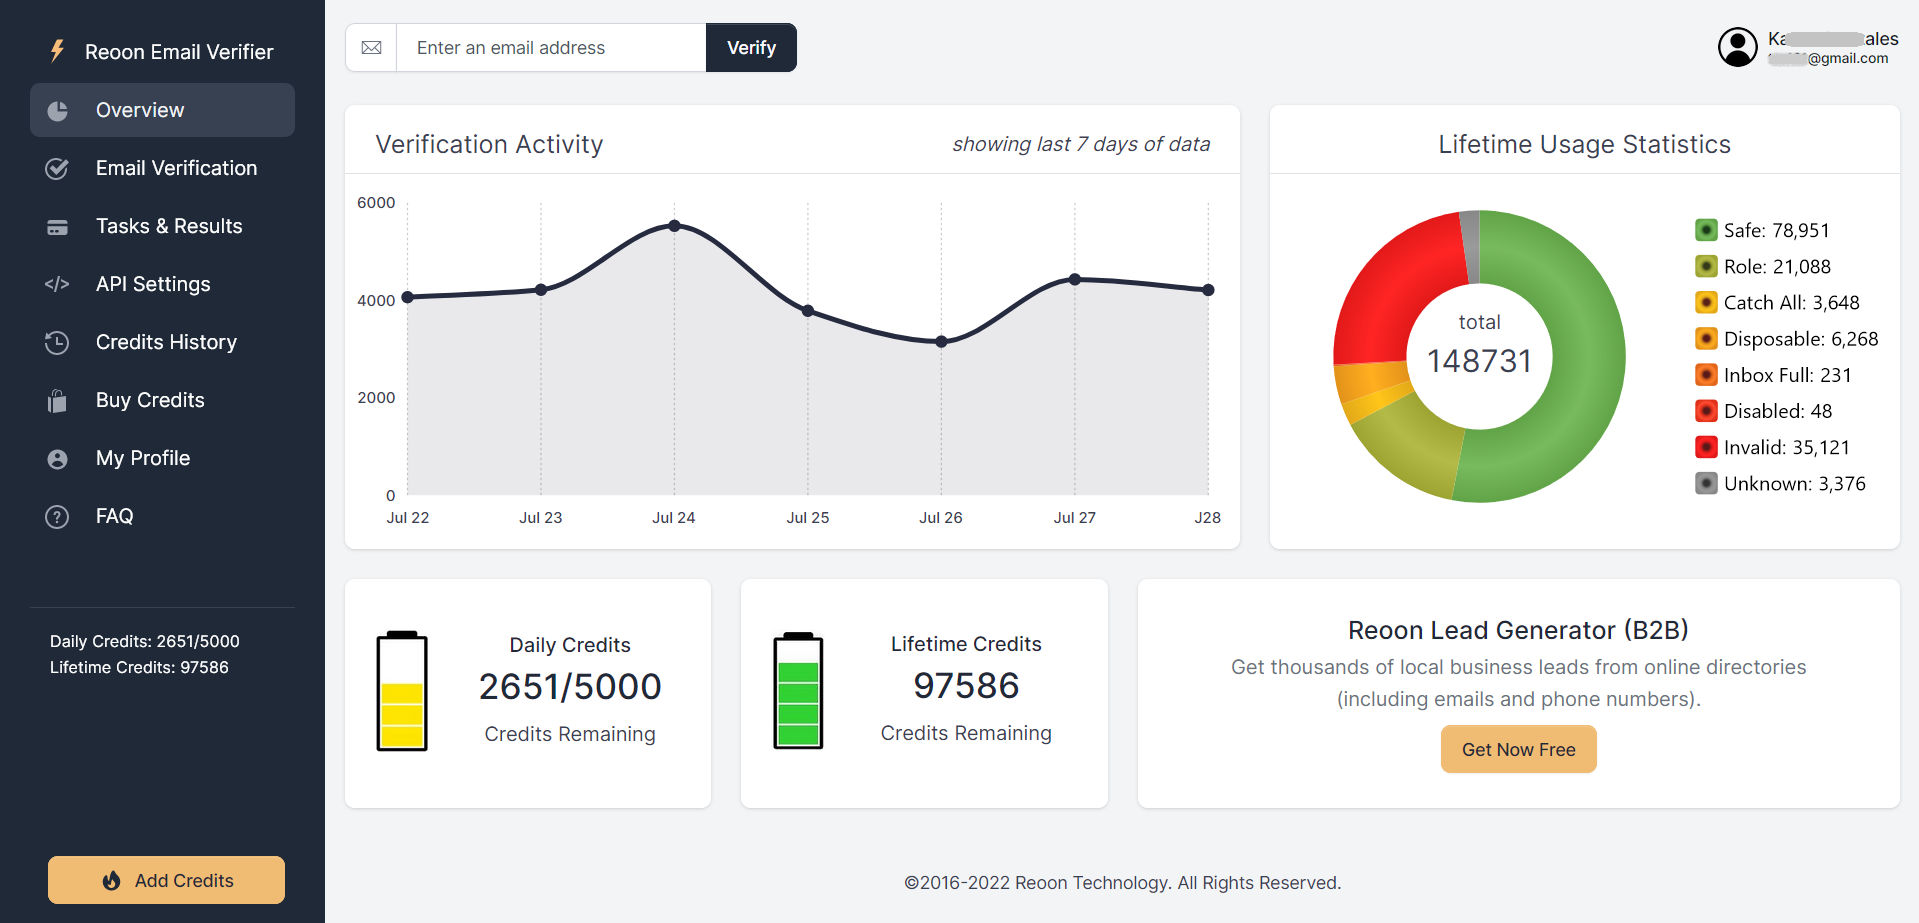 Reoon Email Verifier
Overview
Email Verification
Tasks & Results
</> API Settings
Credits History
Buy Credits
My Profile
? FAQ
Daily Credits: 2651/5000
Lifetime Credits: 97586
Add Credits
Enter an email address
Verify
@gmail.com
Verification Activity
showing last 7 days of data
6000
4000
2000
0
Jul 22
Jul 23
Jul 24
Jul 25
Jul 26
Jul 27
J28
Lifetime Usage Statistics
total
148731
Safe: 78,951
Role: 21,088
Catch All: 3,648
Disposable: 6,268
Inbox Full: 231
Disabled: 48
Invalid: 35,121
Unknown: 3,376
Daily Credits
2651/5000
Credits Remaining
Lifetime Credits
97586
Credits Remaining
Reoon Lead Generator (B2B)
Get thousands of local business leads from online directories
(including emails and phone numbers).
Get Now Free
©2016-2022 Reoon Technology. All Rights Reserved.